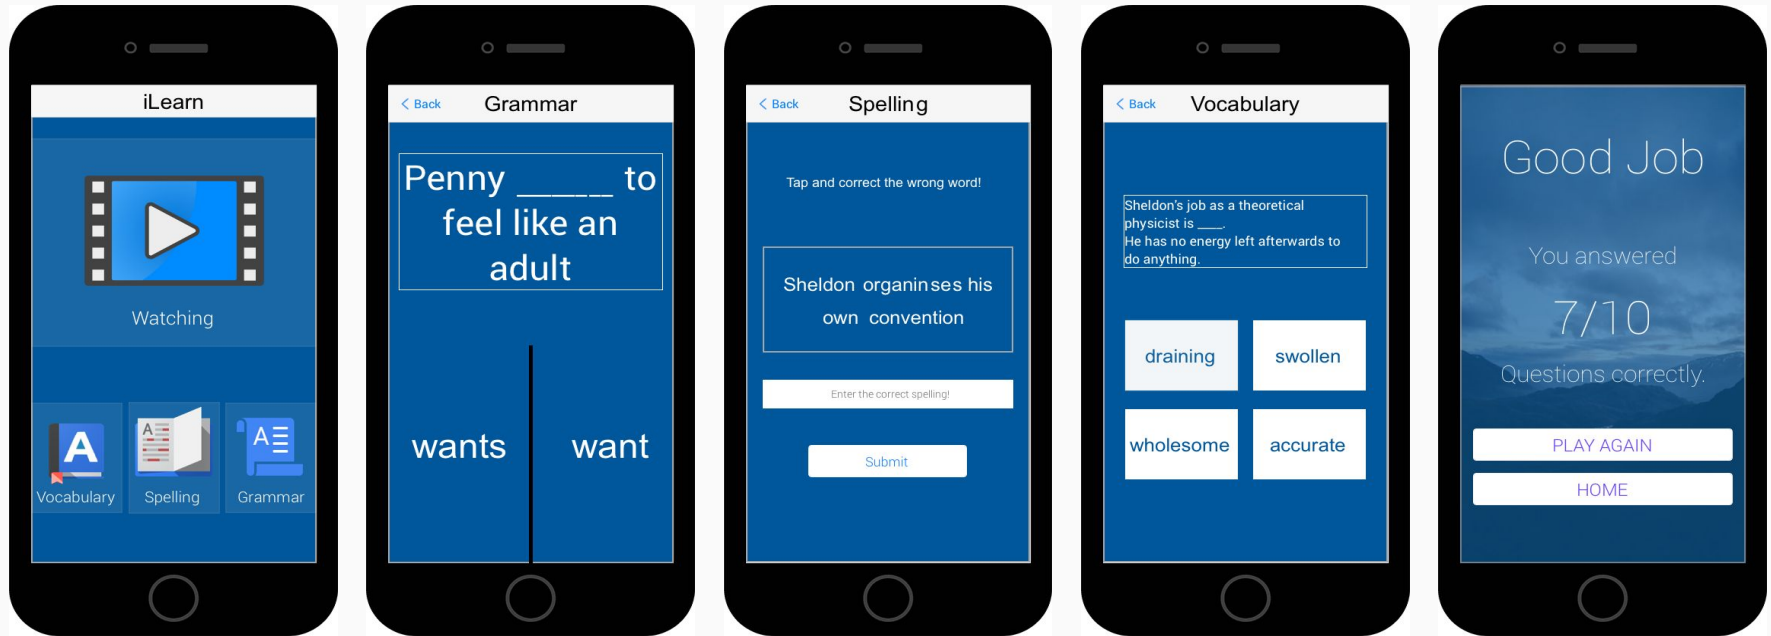 iLearn
Watching
Vocabulary
Spelling
Grammar
Back
Grammar
Penny ______ to
feel like an
adult
wants
want
Back
Spelling
Tap and correct the wrong word!
Sheldon organinses his
own convention
Enter the correct spelling!
Submit
Back
Vocabulary
Sheldon's job as a theoretical
physicist is ____.
He has no energy left afterwards to
do anything.
draining
swollen
wholesome
accurate
Good Job
You answered
7/10
Questions correctly.
PLAY AGAIN
HOME